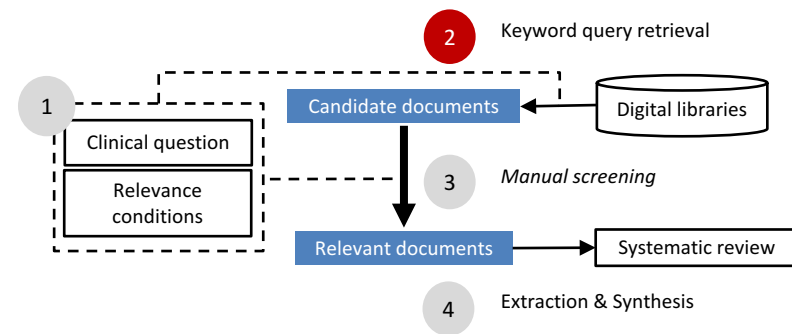 2
Keyword query retrieval
1
Candidate documents
Digital libraries
Clinical question
Relevance
conditions
3
Manual screening
Relevant documents
Systematic review
4
Extraction & Synthesis